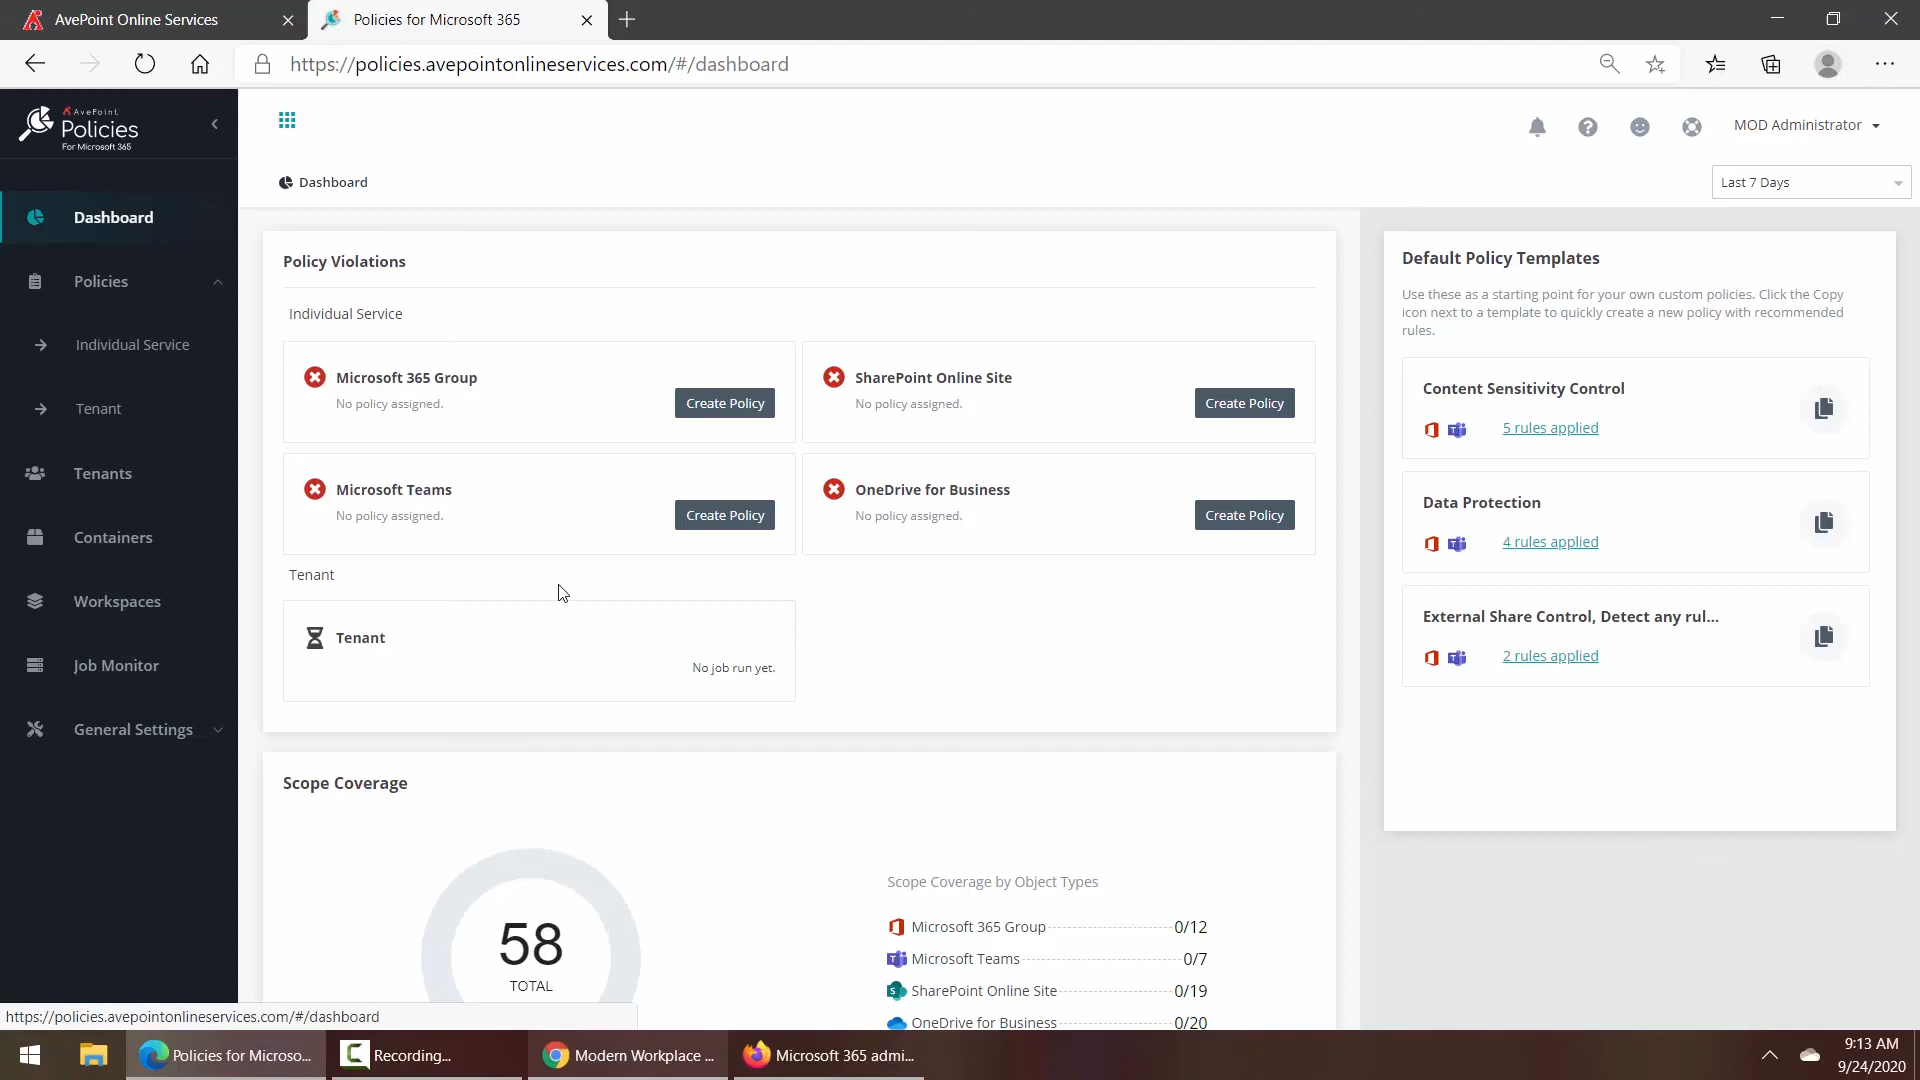 AvePoint Online Services
Policies for Microsoft 365
https://policies.avepointonlineservices.com/#/dashboard
AvePoint
Policies
For Microsoft 365
MOD Administrator
Dashboard
Last 7 Days
Dashboard
Policies
Individual Service
Tenant
Tenants
Containers
Workspaces
Job Monitor
General Settings
Policy Violations
Individual Service
Microsoft 365 Group
No policy assigned.
Create Policy
SharePoint Online Site
No policy assigned.
Create Policy
Microsoft Teams
No policy assigned.
Create Policy
OneDrive for Business
No policy assigned.
Create Policy
Tenant
Tenant
No job run yet.
Scope Coverage
58
TOTAL
Scope Coverage by Object Types
Microsoft 365 Group 0/12
Microsoft Teams 0/7
SharePoint Online Site 0/19
OneDrive for Business 0/20
Default Policy Templates
Use these as a starting point for your own custom policies. Click the Copy
icon next to a template to quickly create a new policy with recommended
rules.
Content Sensitivity Control
5 rules applied
Data Protection
4 rules applied
External Share Control, Detect any rul...
2 rules applied
https://policies.avepointonlineservices.com/#/dashboard
Policies for Microso...
Recording...
Modern Workplace ...
Microsoft 365 admi...
9:13 AM
9/24/2020